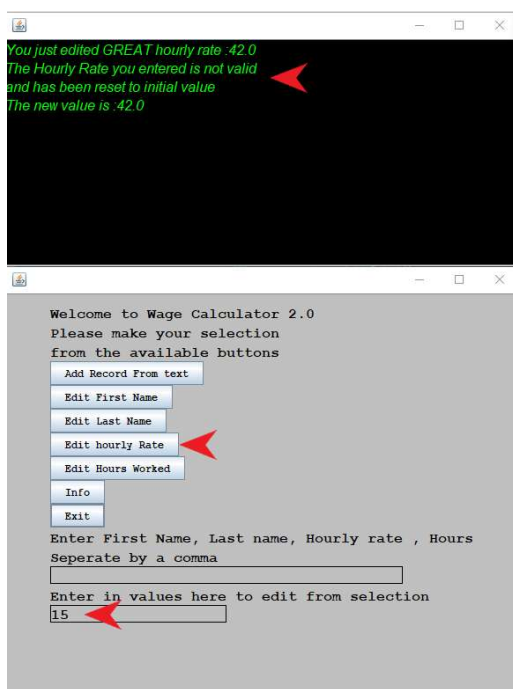 You just edited GREAT hourly rate :42.0
The Hourly Rate you entered is not valid
and has been reset to initial value
The new value is :42.0
Welcome to Wage Calculator 2.0
Please make your selection
from the available buttons
Add Record From text
Edit First Name
Edit Last Name
Edit hourly Rate
Edit Hours Worked
Info
Exit
Enter First Name, Last name, Hourly rate , Hours
Seperate by a comma
Enter in values here to edit from selection
15